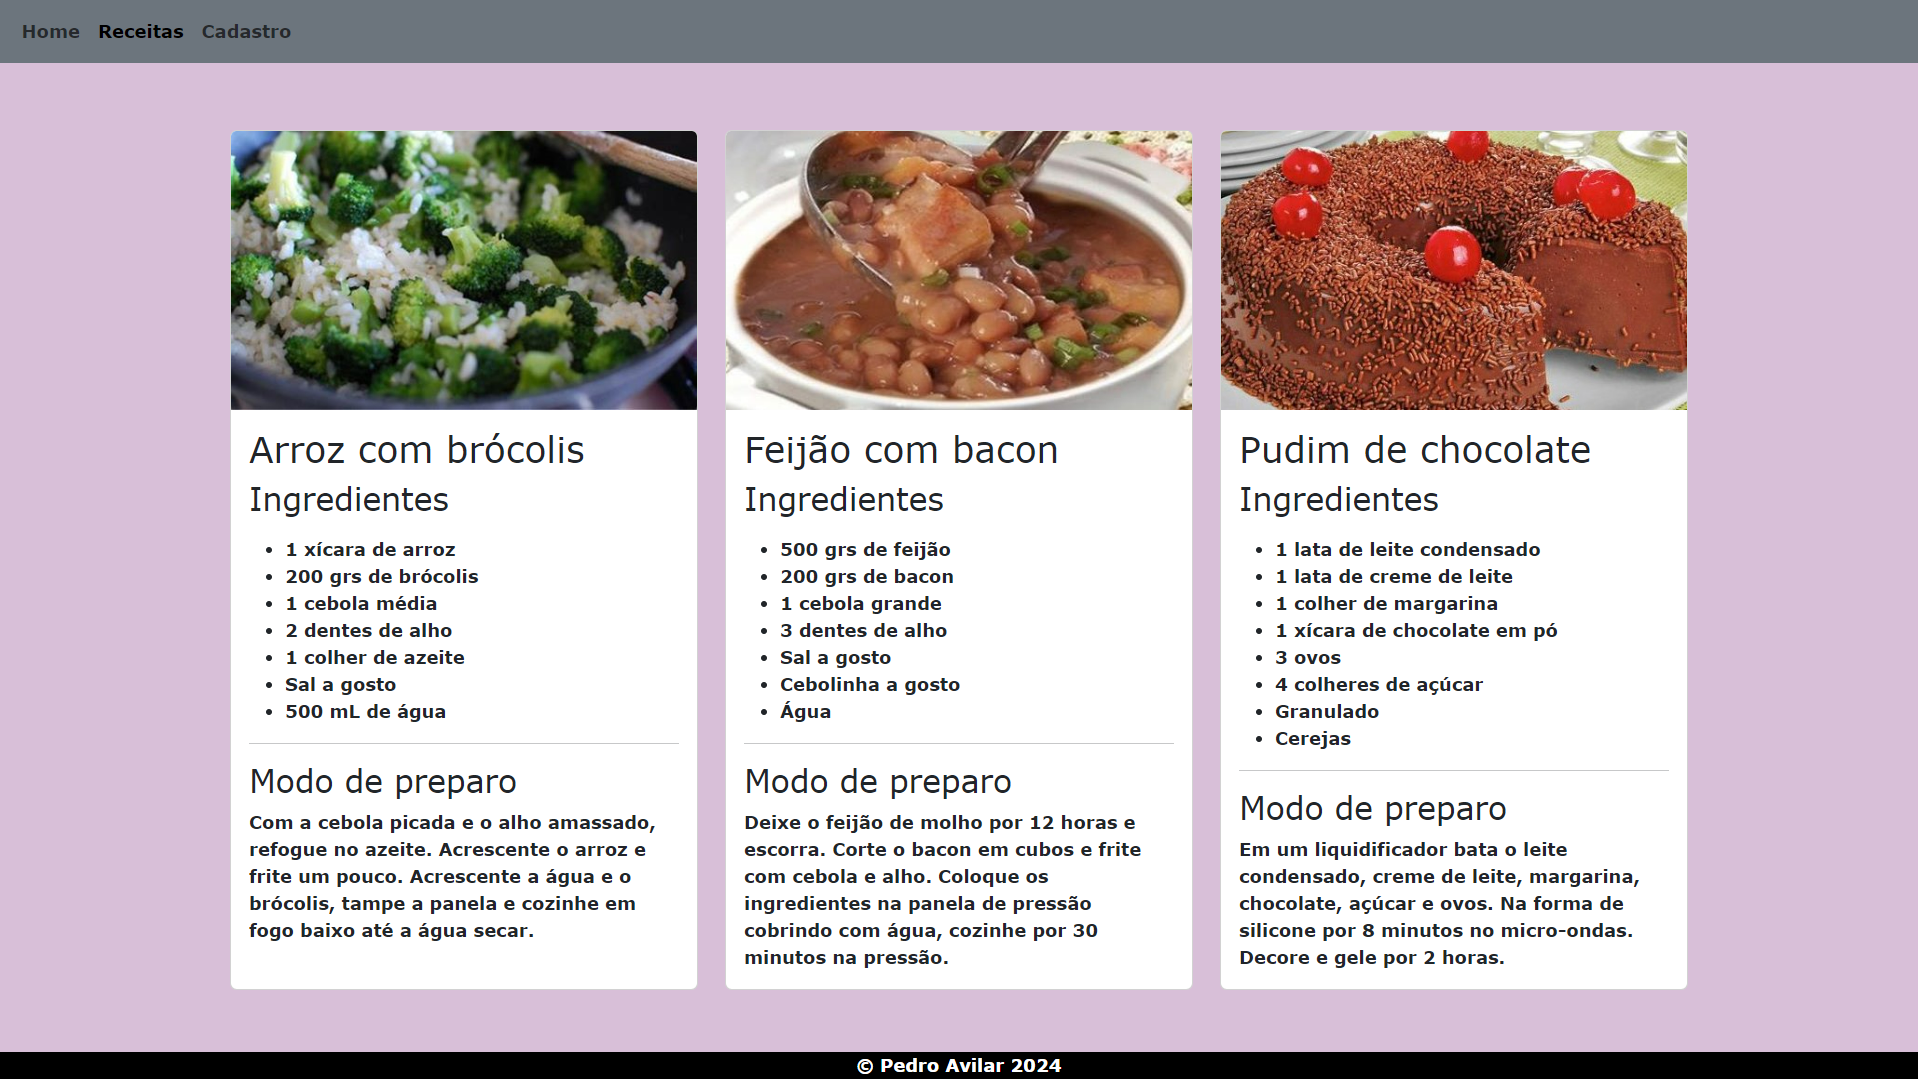 Home Receitas Cadastro
Arroz com brócolis
Ingredientes
• 1 xícara de arroz
• 200 grs de brócolis
• 1 cebola média
• 2 dentes de alho
• 1 colher de azeite
• Sal a gosto
• 500 mL de água
Modo de preparo
Com a cebola picada e o alho amassado,
refogue no azeite. Acrescente o arroz e
frite um pouco. Acrescente a água e o
brócolis, tampe a panela e cozinhe em
fogo baixo até a água secar.
Feijão com bacon
Ingredientes
• 500 grs de feijão
• 200 grs de bacon
• 1 cebola grande
• 3 dentes de alho
• Sal a gosto
• Cebolinha a gosto
• Água
Modo de preparo
Deixe o feijão de molho por 12 horas e
escorra. Corte o bacon em cubos e frite
com cebola e alho. Coloque os
ingredientes na panela de pressão
cobrindo com água, cozinhe por 30
minutos na pressão.
Pudim de chocolate
Ingredientes
• 1 lata de leite condensado
• 1 lata de creme de leite
• 1 colher de margarina
• 1 xícara de chocolate em pó
• 3 ovos
• 4 colheres de açúcar
• Granulado
• Cerejas
Modo de preparo
Em um liquidificador bata o leite
condensado, creme de leite, margarina,
chocolate, açúcar e ovos. Na forma de
silicone por 8 minutos no micro-ondas.
Decore e gele por 2 horas.
© Pedro Avilar 2024